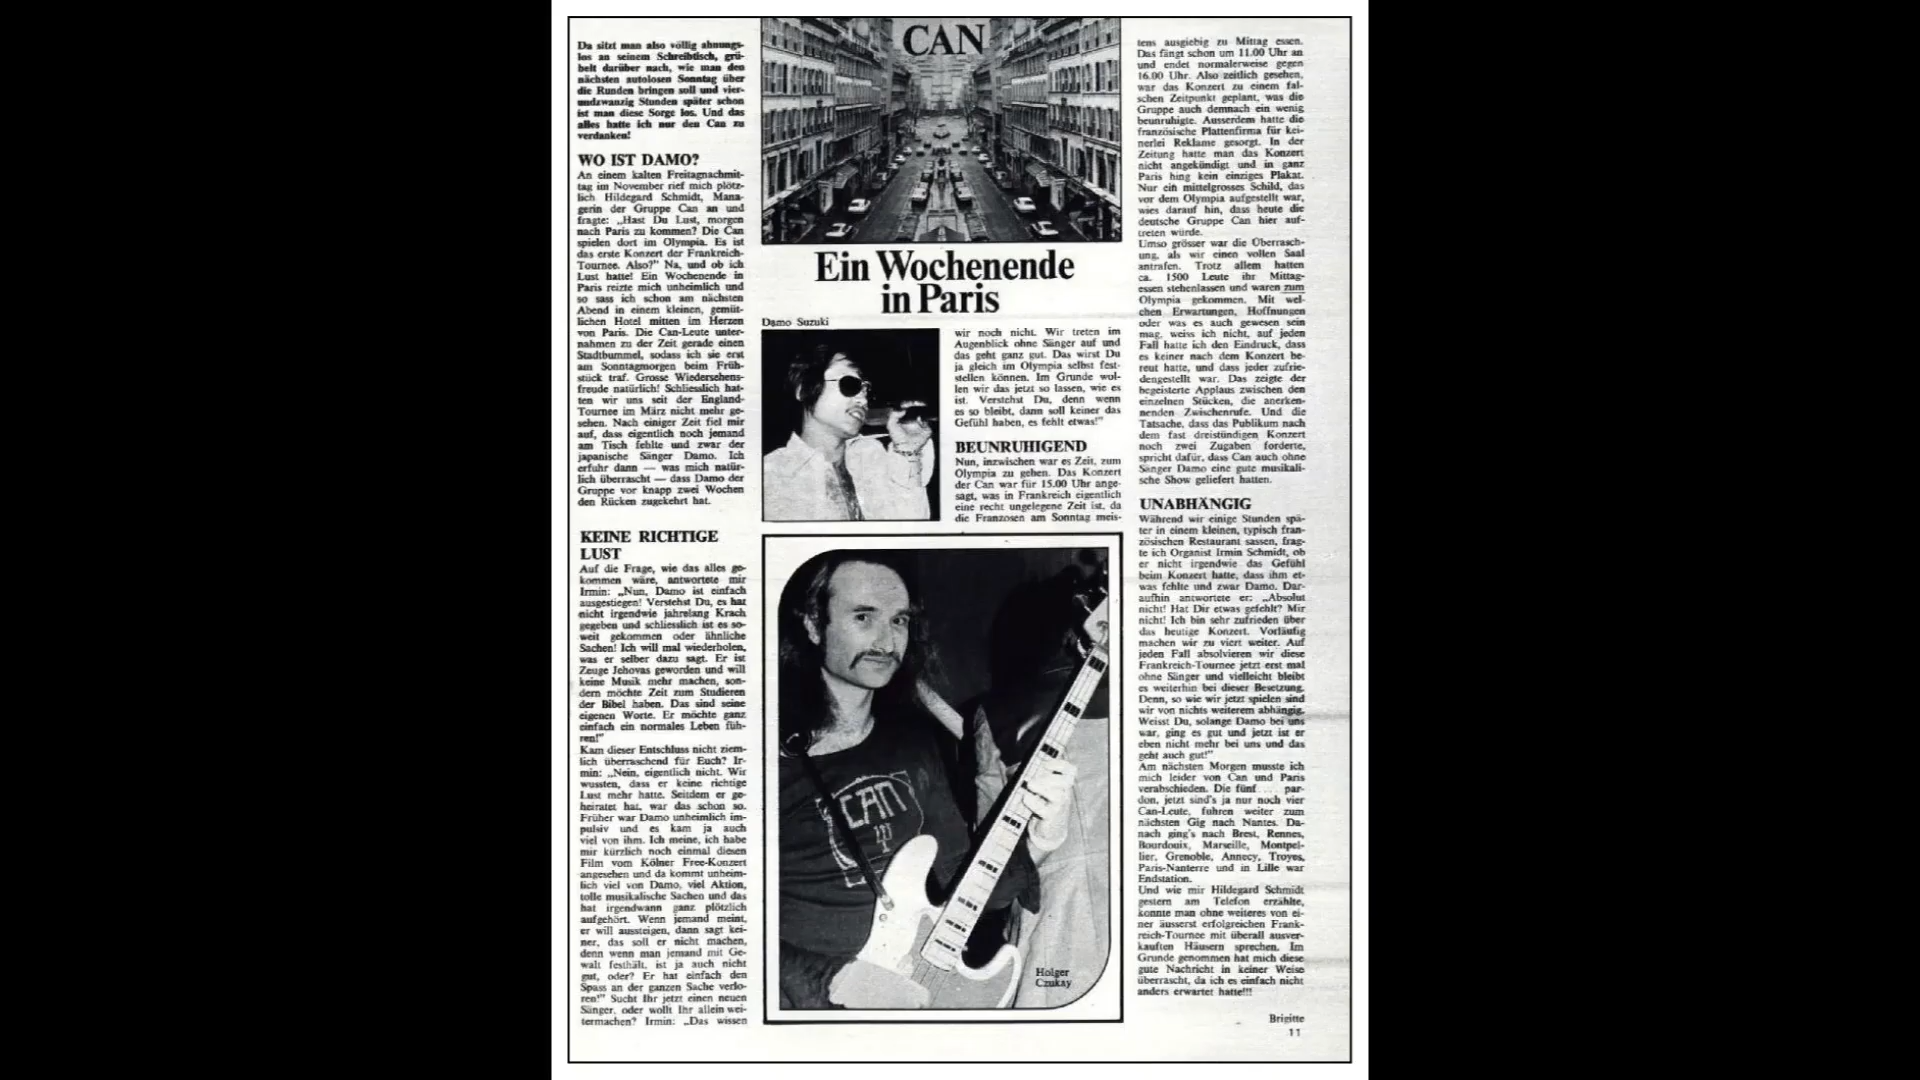 Da sitzt man also völlig ahnungs-
los an seinem Schreibtisch, grü-
belt darüber nach, wie man den
nächsten autolosen Sonntag über
die Runden bringen soll und vier-
undzwanzig Stunden später schon
ist man diese Sorge los. Und das
alles hatte ich nur den Can zu
verdanken!
WO IST DAMO?
An einem kalten Freitagnachmit-
tag im November rief mich plötz-
lich Hildegard Schmidt, Mana-
gerin der Gruppe Can an und
fragte: „Hast Du Lust, morgen
nach Paris zu kommen? Die Can
spielen dort im Olympia. Es ist
das erste Konzert der Frankreich-
Tournee. Also?" Na, und ob ich
Lust hatte! Ein Wochenende in
Paris reizte mich unheimlich und
so sass ich schon am nächsten
Abend in einem kleinen, gemüt-
lichen Hotel mitten im Herzen
von Paris. Die Can-Leute unter-
nahmen zu der Zeit gerade einen
Stadtbummel, sodass ich sie erst
am Sonntagmorgen beim Früh-
stück traf. Grosse Wiedersehens-
freude natürlich! Schliesslich hat-
ten wir uns seit der England-
Tournee im März nicht mehr ge-
sehen. Nach einiger Zeit fiel mir
auf, dass eigentlich noch jemand
am Tisch fehlte und zwar der
japanische Sänger Damo. Ich
erfuhr dann — was mich natür-
lich überrascht — dass Damo der
Gruppe vor knapp zwei Wochen
den Rücken zugekehrt hat.
KEINE RICHTIGE
LUST
Auf die Frage, wie das alles ge-
kommen wäre, antwortete mir
Irmin: „Nun, Damo ist einfach
ausgestiegen! Verstehst Du, es hat
nicht irgendwie jahrelang Krach
gegeben und schliesslich ist es so-
weit gekommen oder ähnliche
Sachen! Ich will mal wiederholen,
was er selber dazu sagt. Er ist
Zeuge Jehovas geworden und will
keine Musik mehr machen, son-
dern möchte Zeit zum Studieren
der Bibel haben. Das sind seine
eigenen Worte. Er möchte ganz
einfach ein normales Leben füh-
ren!"
Kam dieser Entschluss nicht ziem-
lich überraschend für Euch? Ir-
min: „Nein, eigentlich nicht. Wir
wussten, dass er keine richtige
Lust mehr hatte. Seitdem er ge-
heiratet hat, war das schon so.
Früher war Damo unheimlich im-
pulsiv und es kam ja auch
viel von ihm. Ich meine, ich habe
mir kürzlich noch einmal diesen
Film vom Kölner Free-Konzert
angesehen und da kommt unheim-
lich viel von Damo, viel Aktion,
tolle musikalische Sachen und das
hat irgendwann ganz plötzlich
aufgehört. Wenn jemand meint,
er will aussteigen, dann sagt kei-
ner, das soll er nicht machen,
denn wenn man jemand mit Ge-
walt festhält, ist ja auch nicht
gut, oder? Er hat einfach den
Spass an der ganzen Sache verlo-
ren!" Sucht Ihr jetzt einen neuen
Sänger, oder wollt Ihr allein wei-
termachen? Irmin: „Das wissen
CAN
Ein Wochenende
in Paris
Damo Suzuki
wir noch nicht. Wir treten im
Augenblick ohne Sänger auf und
das geht ganz gut. Das wirst Du
ja gleich im Olympia selbst fest-
stellen können. Im Grunde wol-
len wir das jetzt so lassen, wie es
ist. Verstehst Du, denn wenn
es so bleibt, dann soll keiner das
Gefühl haben, es fehlt etwas!"
BEUNRUHIGEND
Nun, inzwischen war es Zeit, zum
Olympia zu gehen. Das Konzert
der Can war für 15.00 Uhr ange-
sagt, was in Frankreich eigentlich
eine recht ungelegene Zeit ist, da
die Franzosen am Sonntag meis-
CAN
Holger
Czukay
tens ausgiebig zu Mittag essen.
Das fängt schon um 11.00 Uhr an
und endet normalerweise gegen
16.00 Uhr. Also zeitlich gesehen,
war das Konzert zu einem fal-
schen Zeitpunkt geplant, was die
Gruppe auch demnach ein wenig
beunruhigte. Ausserdem hatte die
französische Plattenfirma für kei-
nerlei Reklame gesorgt. In der
Zeitung hatte man das Konzert
nicht angekündigt und in ganz
Paris hing kein einziges Plakat.
Nur ein mittelgrosses Schild, das
vor dem Olympia aufgestellt war,
wies darauf hin, dass heute die
deutsche Gruppe Can hier auf-
treten würde.
Umso grösser war die Überrasch-
ung, als wir einen vollen Saal
antrafen. Trotz allem hatten
ca. 1500 Leute ihr Mittag-
essen stehenlassen und waren zum
Olympia gekommen. Mit wel-
chen Erwartungen, Hoffnungen
oder was es auch gewesen sein
mag, weiss ich nicht, auf jeden
Fall hatte ich den Eindruck, dass
es keiner nach dem Konzert be-
reut hatte, und dass jeder zufrie-
dengestellt war. Das zeigte der
begeisterte Applaus zwischen den
einzelnen Stücken, die anerken-
nenden Zwischenrufe. Und die
Tatsache, dass das Publikum nach
dem fast dreistündigen Konzert
noch zwei Zugaben forderte,
spricht dafür, dass Can auch ohne
Sänger Damo eine gute musikali-
sche Show geliefert hatten.
UNABHÄNGIG
Während wir einige Stunden spä-
ter in einem kleinen, typisch fran-
zösischen Restaurant sassen, frag-
te ich Organist Irmin Schmidt, ob
er nicht irgendwie das Gefühl
beim Konzert hatte, dass ihm et-
was fehlte und zwar Damo. Dar-
aufhin antwortete er: „Absolut
nicht! Hat Dir etwas gefehlt? Mir
nicht! Ich bin sehr zufrieden über
das heutige Konzert. Vorläufig
machen wir zu viert weiter. Auf
jeden Fall absolvieren wir diese
Frankreich-Tournee jetzt erst mal
ohne Sänger und vielleicht bleibt
es weiterhin bei dieser Besetzung.
Denn, so wie wir jetzt spielen sind
wir von nichts weiterem abhängig.
Weisst Du, solange Damo bei uns
war, ging es gut und jetzt ist er
eben nicht mehr bei uns und das
geht auch gut!"
Am nächsten Morgen musste ich
mich leider von Can und Paris
verabschieden. Die fünf .... par-
don, jetzt sind's ja nur noch vier
Can-Leute, fuhren weiter zum
nächsten Gig nach Nantes. Da-
nach ging's nach Brest, Rennes,
Bourdouix, Marseille, Montpel-
lier, Grenoble, Annecy, Troyes,
Paris-Nanterre und in Lille war
Endstation.
Und wie mir Hildegard Schmidt
gestern am Telefon erzählte,
konnte man ohne weiteres von ei-
ner äusserst erfolgreichen Frank-
reich-Tournee mit überall ausver-
kauften Häusern sprechen. Im
Grunde genommen hat mich diese
gute Nachricht in keiner Weise
überrascht, da ich es einfach nicht
anders erwartet hatte!!!
Brigitte
11